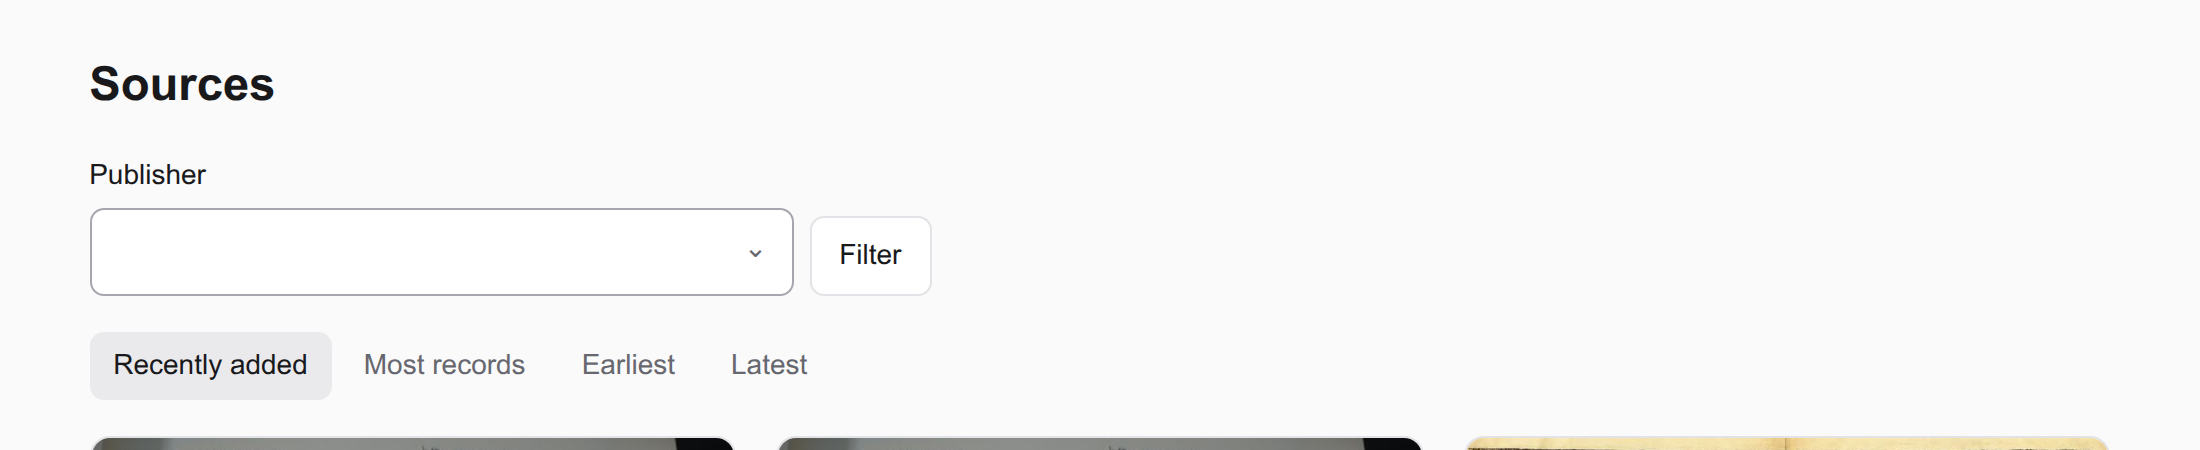 Sources
Publisher
Filter
Recently added Most records Earliest Latest